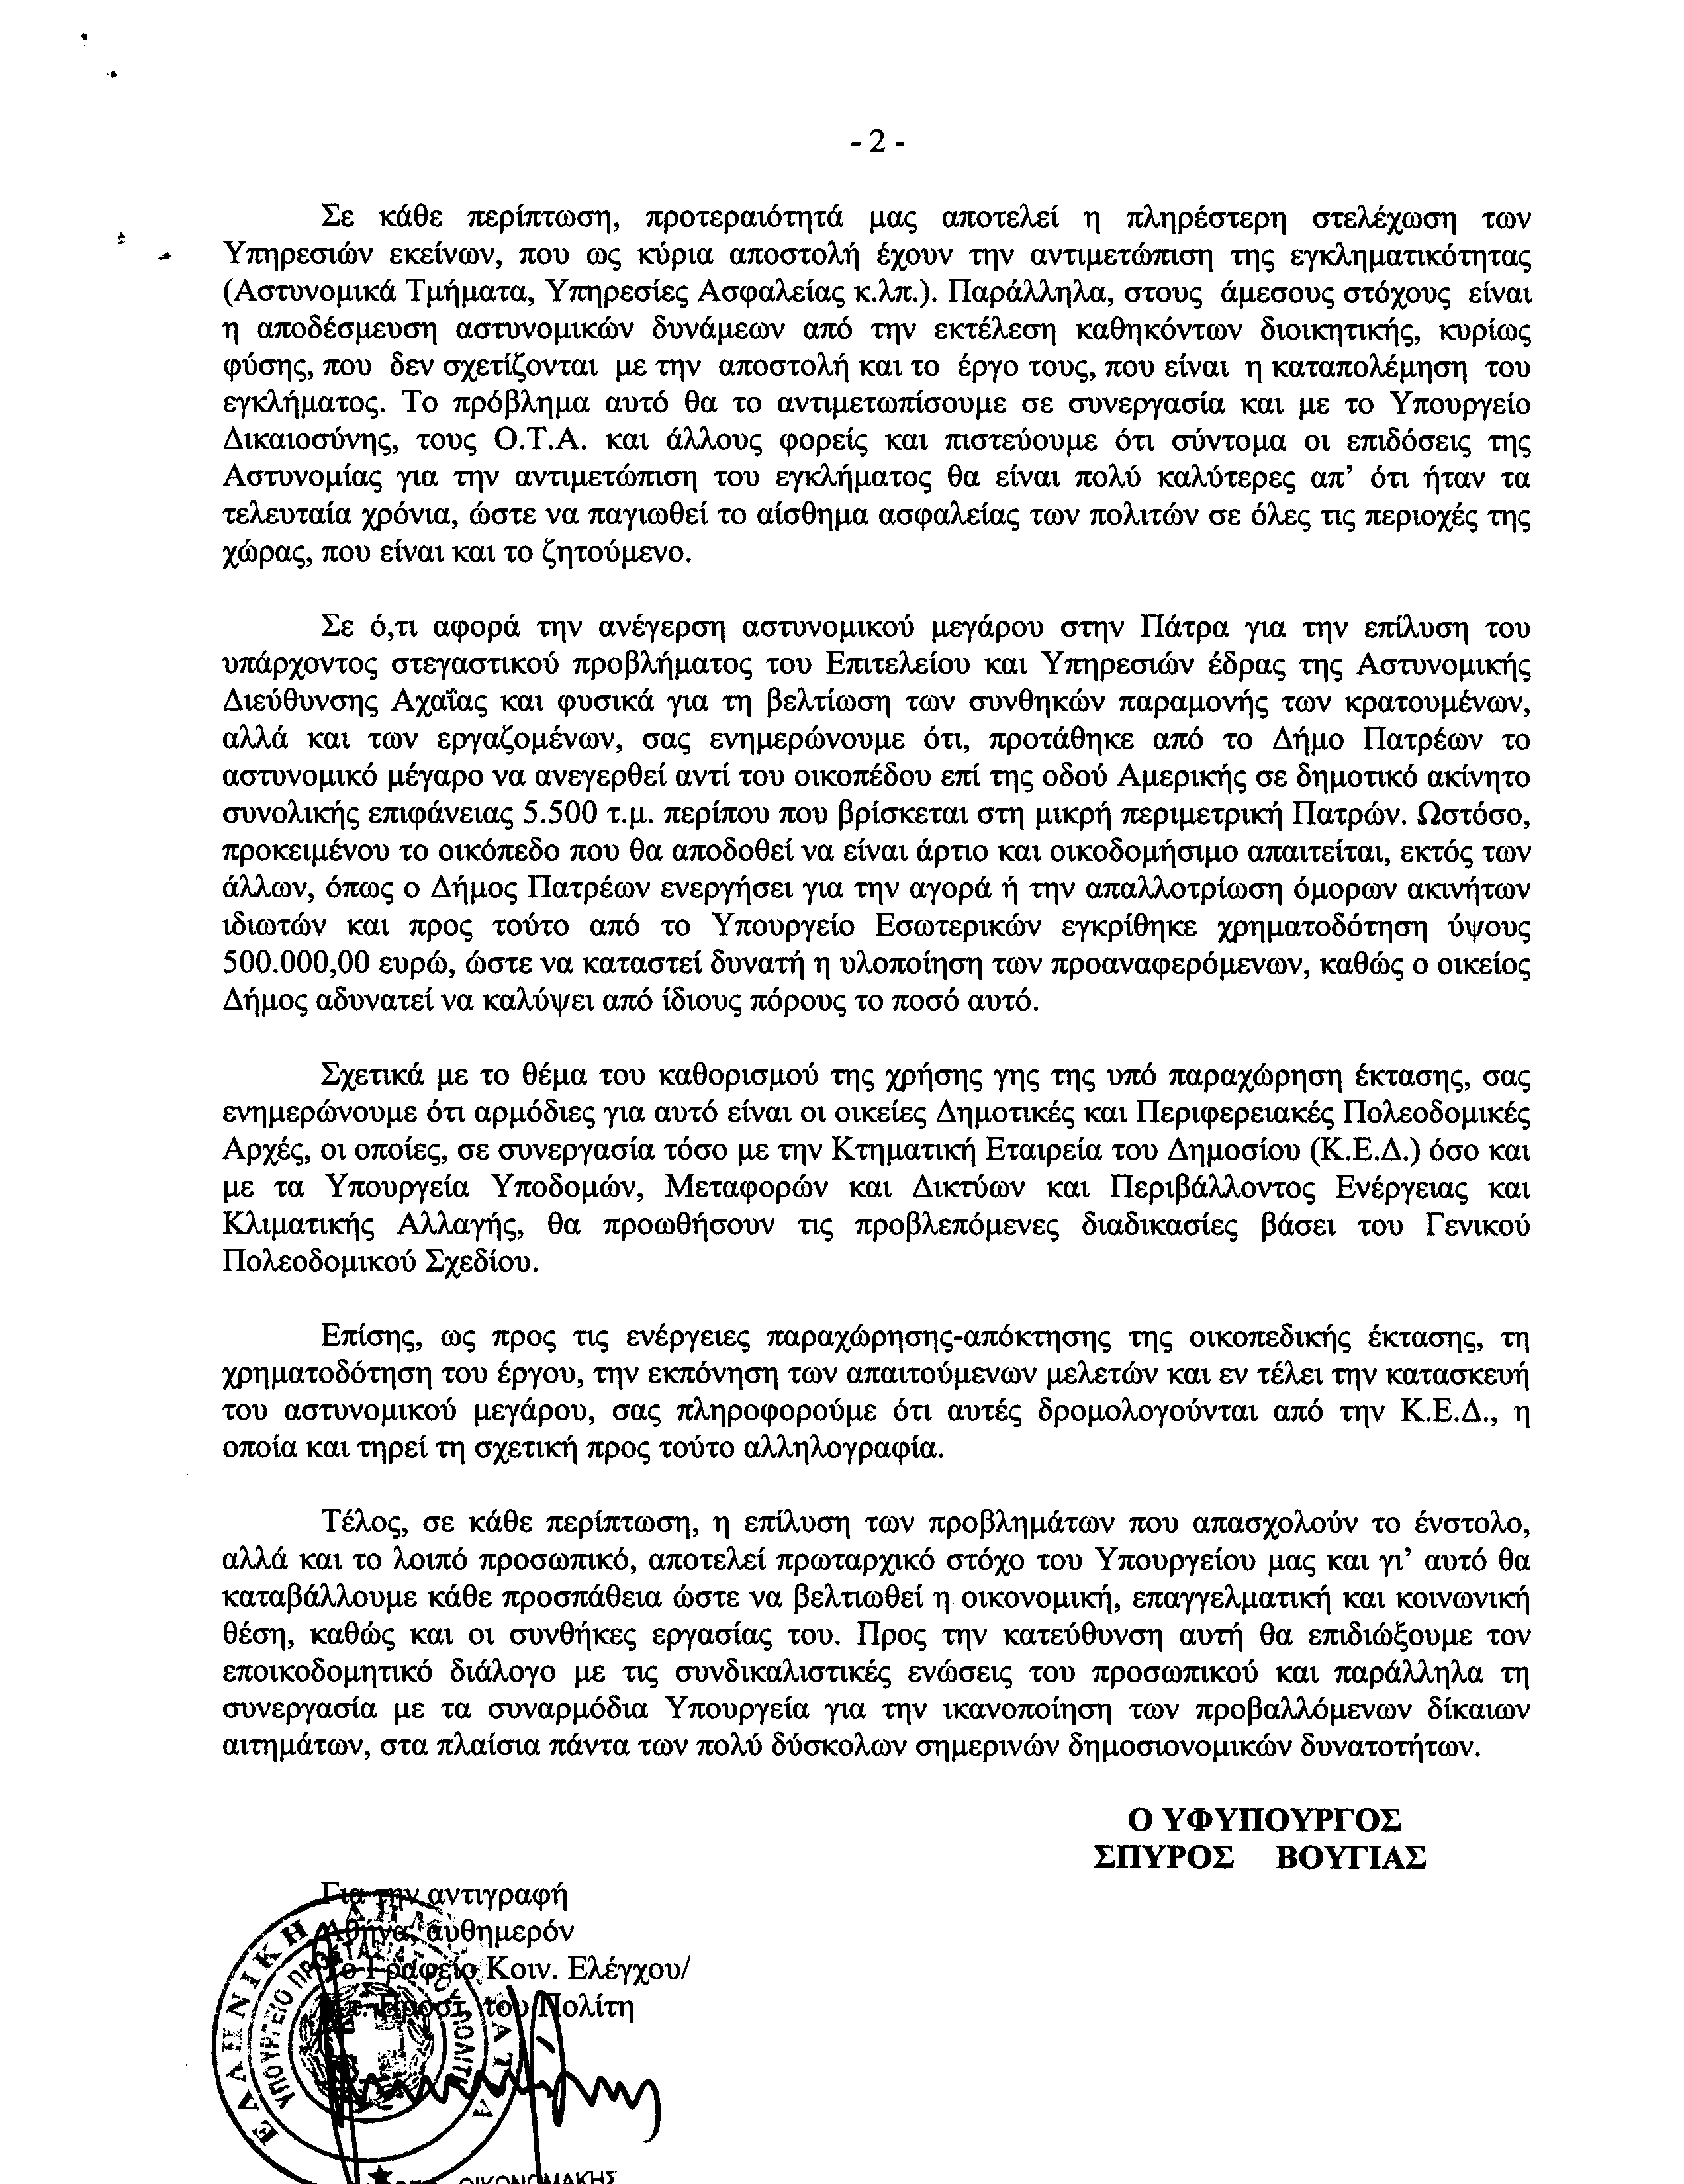 - 2 -
Σε κάθε περίπτωση, προτεραιότητά μας αποτελεί η πληρέστερη στελέχωση των
Υπηρεσιών εκείνων, που ως κύρια αποστολή έχουν την αντιμετώπιση της εγκληματικότητας
(Αστυνομικά Τμήματα, Υπηρεσίες Ασφαλείας κ.λπ.). Παράλληλα, στους άμεσους στόχους είναι
η αποδέσμευση αστυνομικών δυνάμεων από την εκτέλεση καθηκόντων διοικητικής, κυρίως
φύσης, που δεν σχετίζονται με την αποστολή και το έργο τους, που είναι η καταπολέμηση του
εγκλήματος. Το πρόβλημα αυτό θα το αντιμετωπίσουμε σε συνεργασία και με το Υπουργείο
Δικαιοσύνης, τους Ο.Τ.Α. και άλλους φορείς και πιστεύουμε ότι σύντομα οι επιδόσεις της
Αστυνομίας για την αντιμετώπιση του εγκλήματος θα είναι πολύ καλύτερες απ’ ότι ήταν τα
τελευταία χρόνια, ώστε να παγιωθεί το αίσθημα ασφαλείας των πολιτών σε όλες τις περιοχές της
χώρας, που είναι και το ζητούμενο.
Σε ό,τι αφορά την ανέγερση αστυνομικού μεγάρου στην Πάτρα για την επίλυση του
υπάρχοντος στεγαστικού προβλήματος του Επιτελείου και Υπηρεσιών έδρας της Αστυνομικής
Διεύθυνσης Αχαΐας και φυσικά για τη βελτίωση των συνθηκών παραμονής των κρατουμένων,
αλλά και των εργαζομένων, σας ενημερώνουμε ότι, προτάθηκε από το Δήμο Πατρέων το
αστυνομικό μέγαρο να ανεγερθεί αντί του οικοπέδου επί της οδού Αμερικής σε δημοτικό ακίνητο
συνολικής επιφάνειας 5.500 τ.μ. περίπου που βρίσκεται στη μικρή περιμετρική Πατρών. Ωστόσο,
προκειμένου το οικόπεδο που θα αποδοθεί να είναι άρτιο και οικοδομήσιμο απαιτείται, εκτός των
άλλων, όπως ο Δήμος Πατρέων ενεργήσει για την αγορά ή την απαλλοτρίωση όμορων ακινήτων
ιδιωτών και προς τούτο από το Υπουργείο Εσωτερικών εγκρίθηκε χρηματοδότηση ύψους
500.000,00 ευρώ, ώστε να καταστεί δυνατή η υλοποίηση των προαναφερόμενων, καθώς ο οικείος
Δήμος αδυνατεί να καλύψει από ίδιους πόρους το ποσό αυτό.
Σχετικά με το θέμα του καθορισμού της χρήσης γης της υπό παραχώρηση έκτασης, σας
ενημερώνουμε ότι αρμόδιες για αυτό είναι οι οικείες Δημοτικές και Περιφερειακές Πολεοδομικές
Αρχές, οι οποίες, σε συνεργασία τόσο με την Κτηματική Εταιρεία του Δημοσίου (Κ.Ε.Δ.) όσο και
με τα Υπουργεία Υποδομών, Μεταφορών και Δικτύων και Περιβάλλοντος Ενέργειας και
Κλιματικής Αλλαγής, θα προωθήσουν τις προβλεπόμενες διαδικασίες βάσει του Γενικού
Πολεοδομικού Σχεδίου.
Επίσης, ως προς τις ενέργειες παραχώρησης-απόκτησης της οικοπεδικής έκτασης, τη
χρηματοδότηση του έργου, την εκπόνηση των απαιτούμενων μελετών και εν τέλει την κατασκευή
του αστυνομικού μεγάρου, σας πληροφορούμε ότι αυτές δρομολογούνται από την Κ.Ε.Δ., η
οποία και τηρεί τη σχετική προς τούτο αλληλογραφία.
Τέλος, σε κάθε περίπτωση, η επίλυση των προβλημάτων που απασχολούν το ένστολο,
αλλά και το λοιπό προσωπικό, αποτελεί πρωταρχικό στόχο του Υπουργείου μας και γι’ αυτό θα
καταβάλλουμε κάθε προσπάθεια ώστε να βελτιωθεί η οικονομική, επαγγελματική και κοινωνική
θέση, καθώς και οι συνθήκες εργασίας του. Προς την κατεύθυνση αυτή θα επιδιώξουμε τον
εποικοδομητικό διάλογο με τις συνδικαλιστικές ενώσεις του προσωπικού και παράλληλα τη
συνεργασία με τα συναρμόδια Υπουργεία για την ικανοποίηση των προβαλλόμενων δίκαιων
αιτημάτων, στα πλαίσια πάντα των πολύ δύσκολων σημερινών δημοσιονομικών δυνατοτήτων.
Ο ΥΦΥΠΟΥΡΓΟΣ
ΣΠΥΡΟΣ ΒΟΥΓΙΑΣ
Για την αντιγραφή
Αθήνα, αυθημερόν
Το Γραφείο Κοιν. Ελέγχου/
Προστ. του Πολίτη
ΕΛΛΗΝΙΚΗ